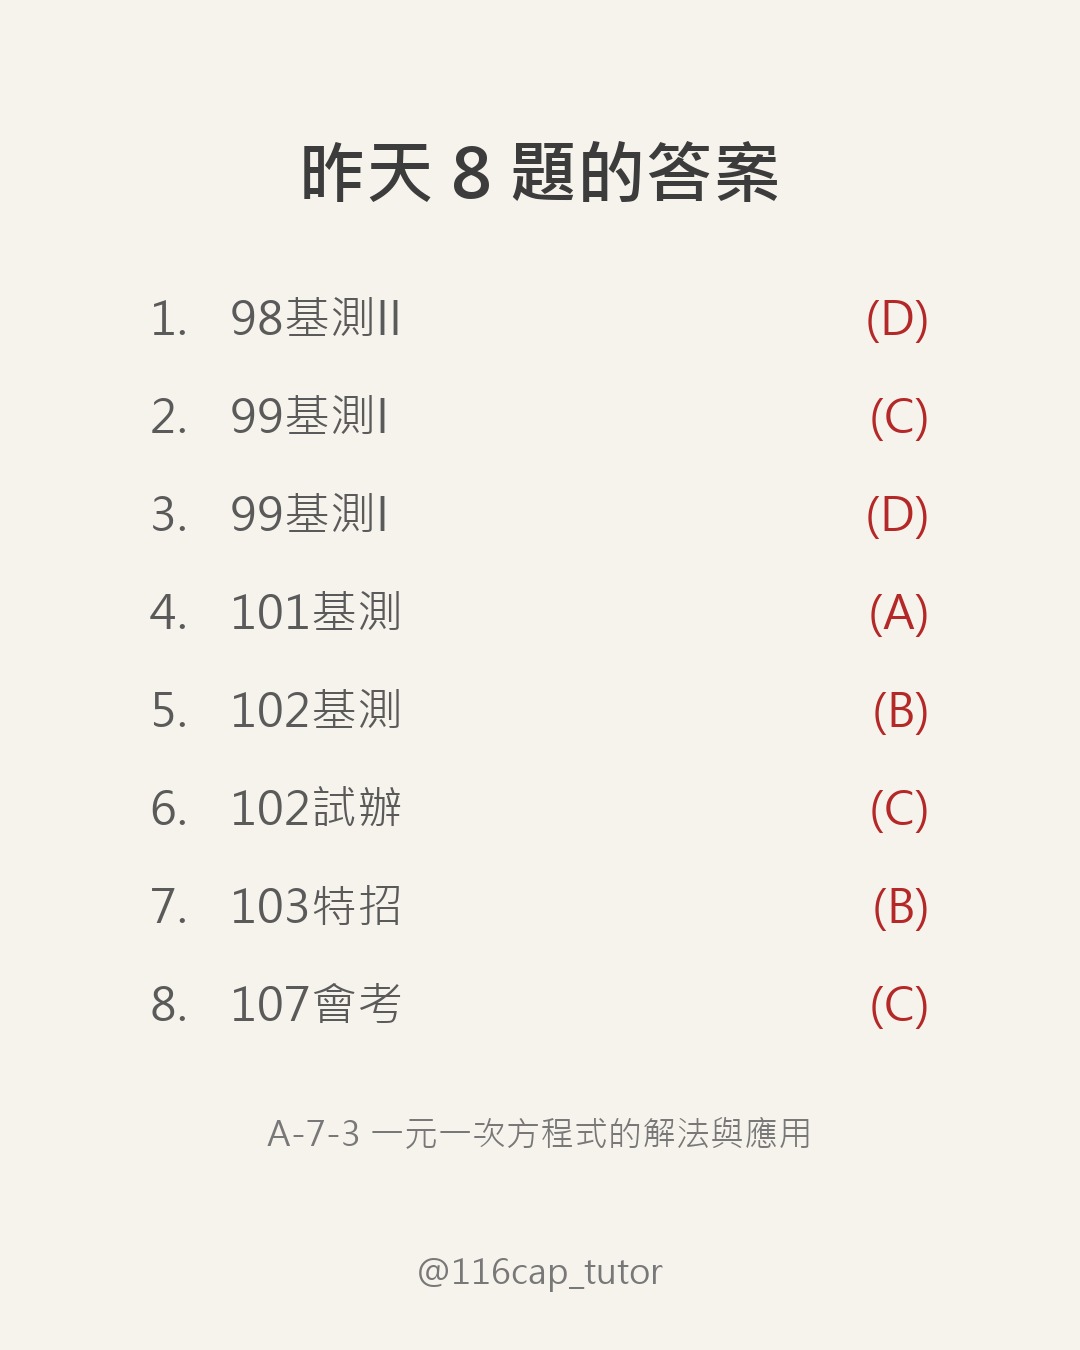 昨天 8 題的答案
1. 98基測II (D)
2. 99基測I (C)
3. 99基測I (D)
4. 101基測 (A)
5. 102基測 (B)
6. 102試辦 (C)
7. 103特招 (B)
8. 107會考 (C)
A-7-3 一元一次方程式的解法與應用
@116cap_tutor